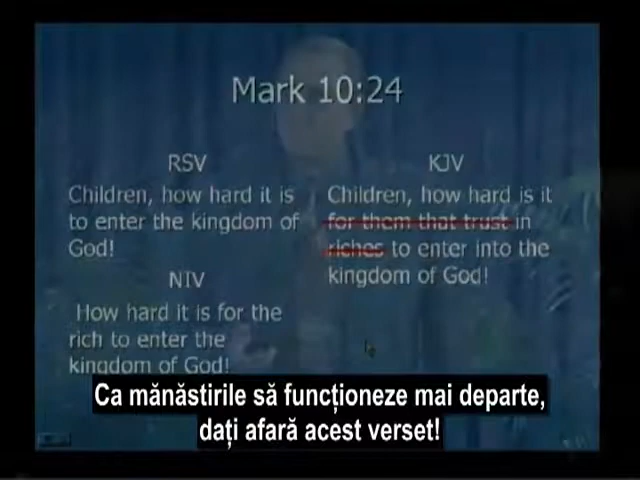 Mark 10:24
RSV
Children, how hard it is
to enter the kingdom of
God!
NIV
How hard it is for the
rich to enter the
kingdom of God!
KJV
Children, how hard is it
for them that trust in
riches to enter into the
kingdom of God!
Ca mănăstirile să funcționeze mai departe,
dați afară acest verset!